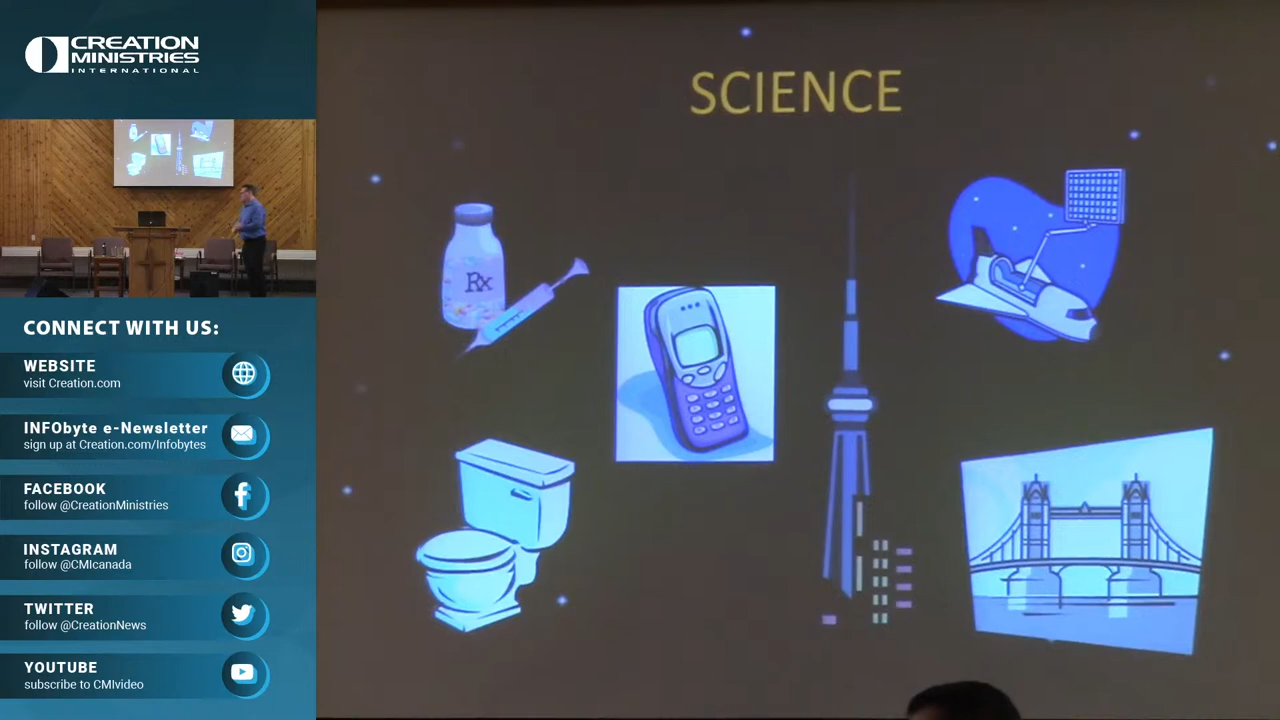 CREATION
MINISTRIES
INTERNATIONAL
CONNECT WITH US:
WEBSITE
visit Creation.com
INFObyte e-Newsletter
sign up at Creation.com/Infobytes
FACEBOOK
follow @CreationMinistries
INSTAGRAM
follow @CMIcanada
TWITTER
follow @CreationNews
YOUTUBE
subscribe to CMIvideo
SCIENCE
Rx